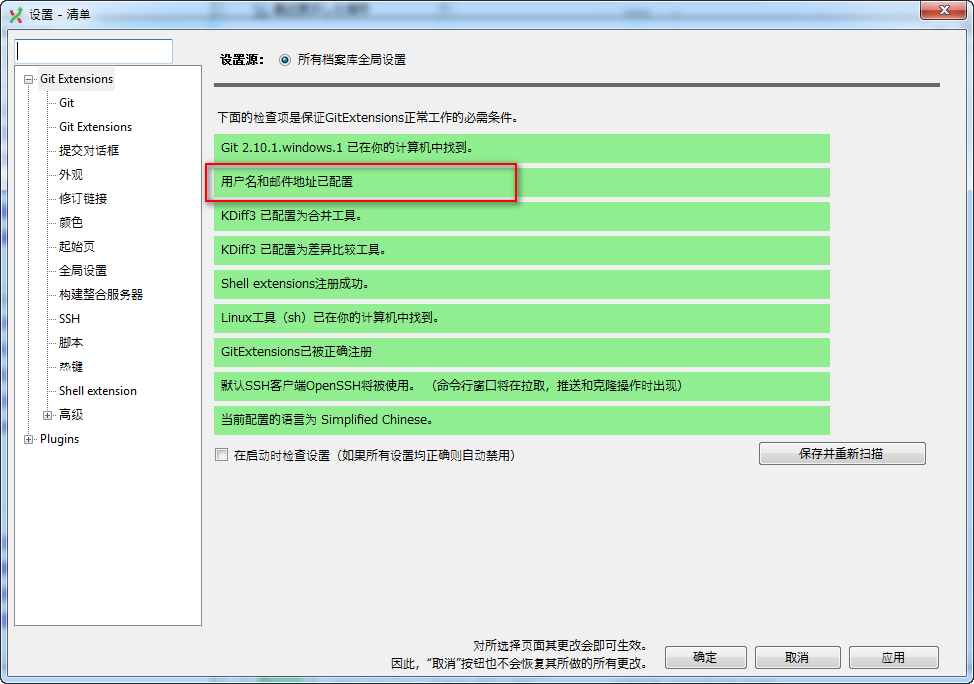 设置 - 清单
设置源： 所有档案库全局设置
Git Extensions
Git
Git Extensions
提交对话框
外观
修订链接
颜色
起始页
全局设置
构建整合服务器
SSH
脚本
热键
Shell extension
高级
Plugins
下面的检查项是保证GitExtensions正常工作的必需条件。
Git 2.10.1.windows.1 已在你的计算机中找到。
用户名和邮件地址已配置
KDiff3 已配置为合并工具。
KDiff3 已配置为差异比较工具。
Shell extensions注册成功。
Linux工具（sh）已在你的计算机中找到。
GitExtensions已被正确注册
默认SSH客户端OpenSSH将被使用。 （命令行窗口将在拉取，推送和克隆操作时出现）
当前配置的语言为 Simplified Chinese。
在启动时检查设置（如果所有设置均正确则自动禁用）
保存并重新扫描
对所选择页面其更改会即可生效。
因此，“取消”按钮也不会恢复其所做的所有更改。
确定
取消
应用